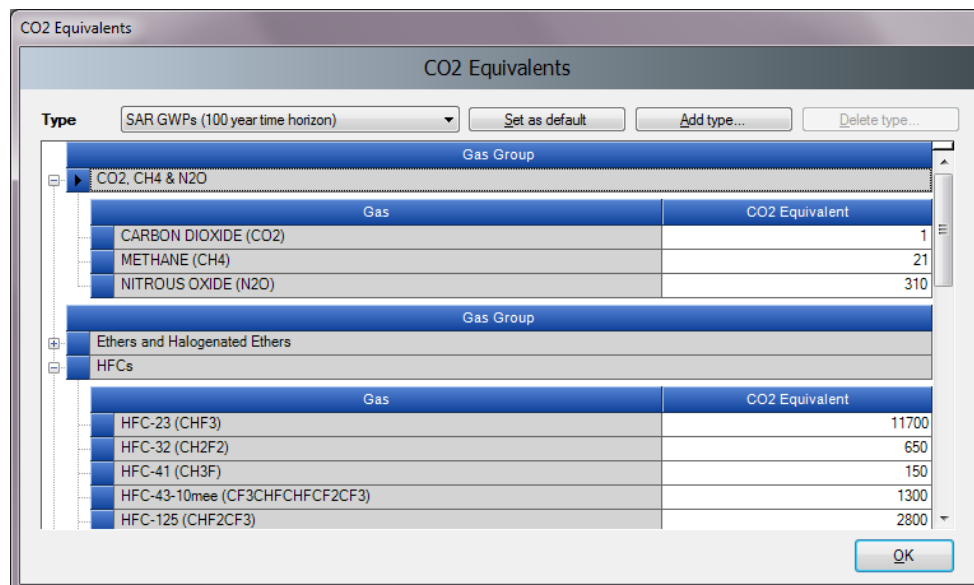 CO2 Equivalents
CO2 Equivalents
Type SAR GWPs (100 year time horizon) Set as default Add type... Delete type...
Gas Group
CO2, CH4 & N2O
Gas CO2 Equivalent
CARBON DIOXIDE (CO2) 1
METHANE (CH4) 21
NITROUS OXIDE (N2O) 310
Gas Group
Ethers and Halogenated Ethers
HFCs
Gas CO2 Equivalent
HFC-23 (CHF3) 11700
HFC-32 (CH2F2) 650
HFC-41 (CH3F) 150
HFC-43-10mee (CF3CHFCHFCF2CF3) 1300
HFC-125 (CHF2CF3) 2800
OK